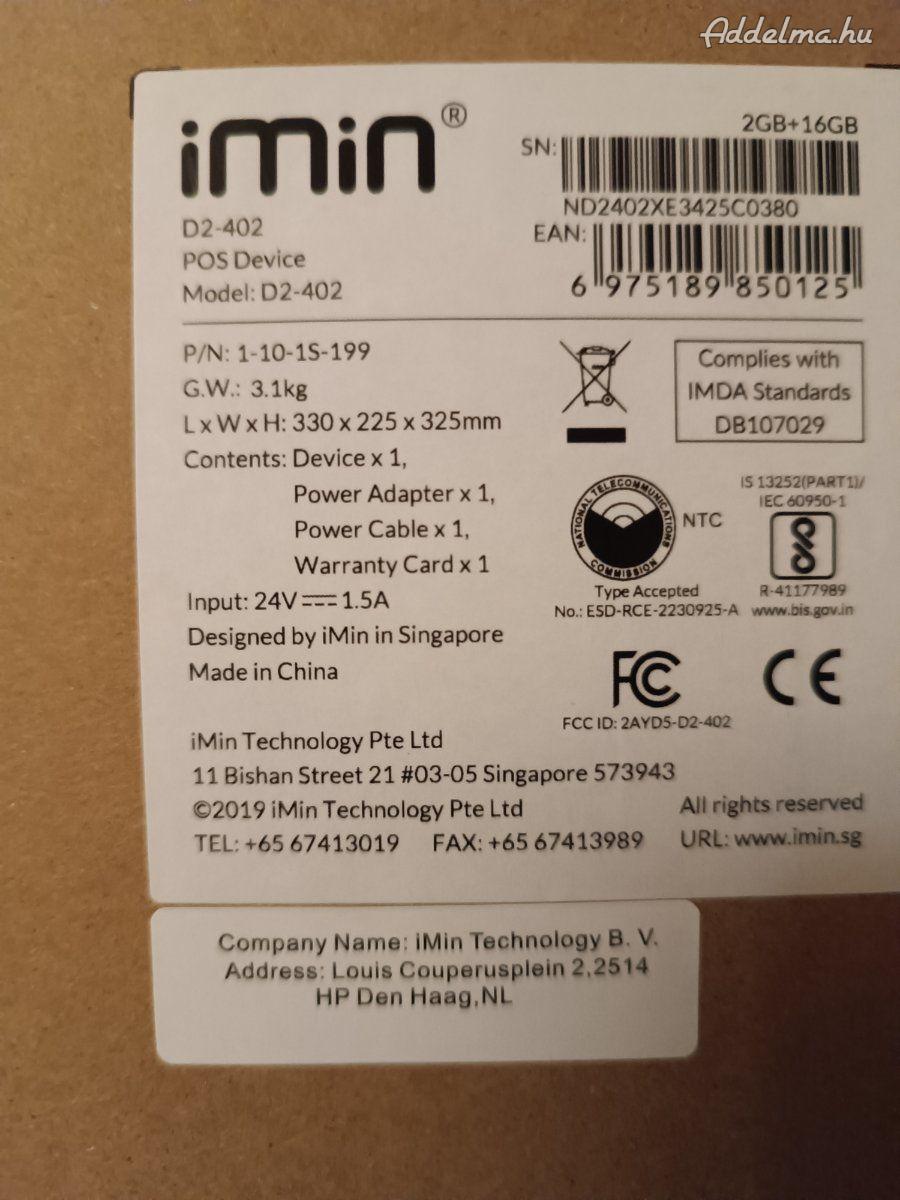 Addelma.hu
iMin®
D2-402
POS Device
Model: D2-402
2GB+16GB
SN:
ND2402XE3425C0380
EAN:
6 975189 850125
P/N: 1-10-1S-199
G.W.: 3.1kg
L x W x H: 330 x 225 x 325mm
Contents: Device x 1,
Power Adapter x 1,
Power Cable x 1,
Warranty Card x 1
Input: 24V⎓1.5A
Designed by iMin in Singapore
Made in China
Complies with
IMDA Standards
DB107029
NATIONAL TELECOMMUNICATIONS
COMMISSION
NTC
Type Accepted
No.: ESD-RCE-2230925-A
IS 13252(PART1)/
IEC 60950-1
R-41177989
www.bis.gov.in
FC
FCC ID: 2AYD5-D2-402
CE
iMin Technology Pte Ltd
11 Bishan Street 21 #03-05 Singapore 573943
©2019 iMin Technology Pte Ltd All rights reserved
TEL: +65 67413019 FAX: +65 67413989 URL: www.imin.sg
Company Name: iMin Technology B. V.
Address: Louis Couperusplein 2,2514
HP Den Haag,NL